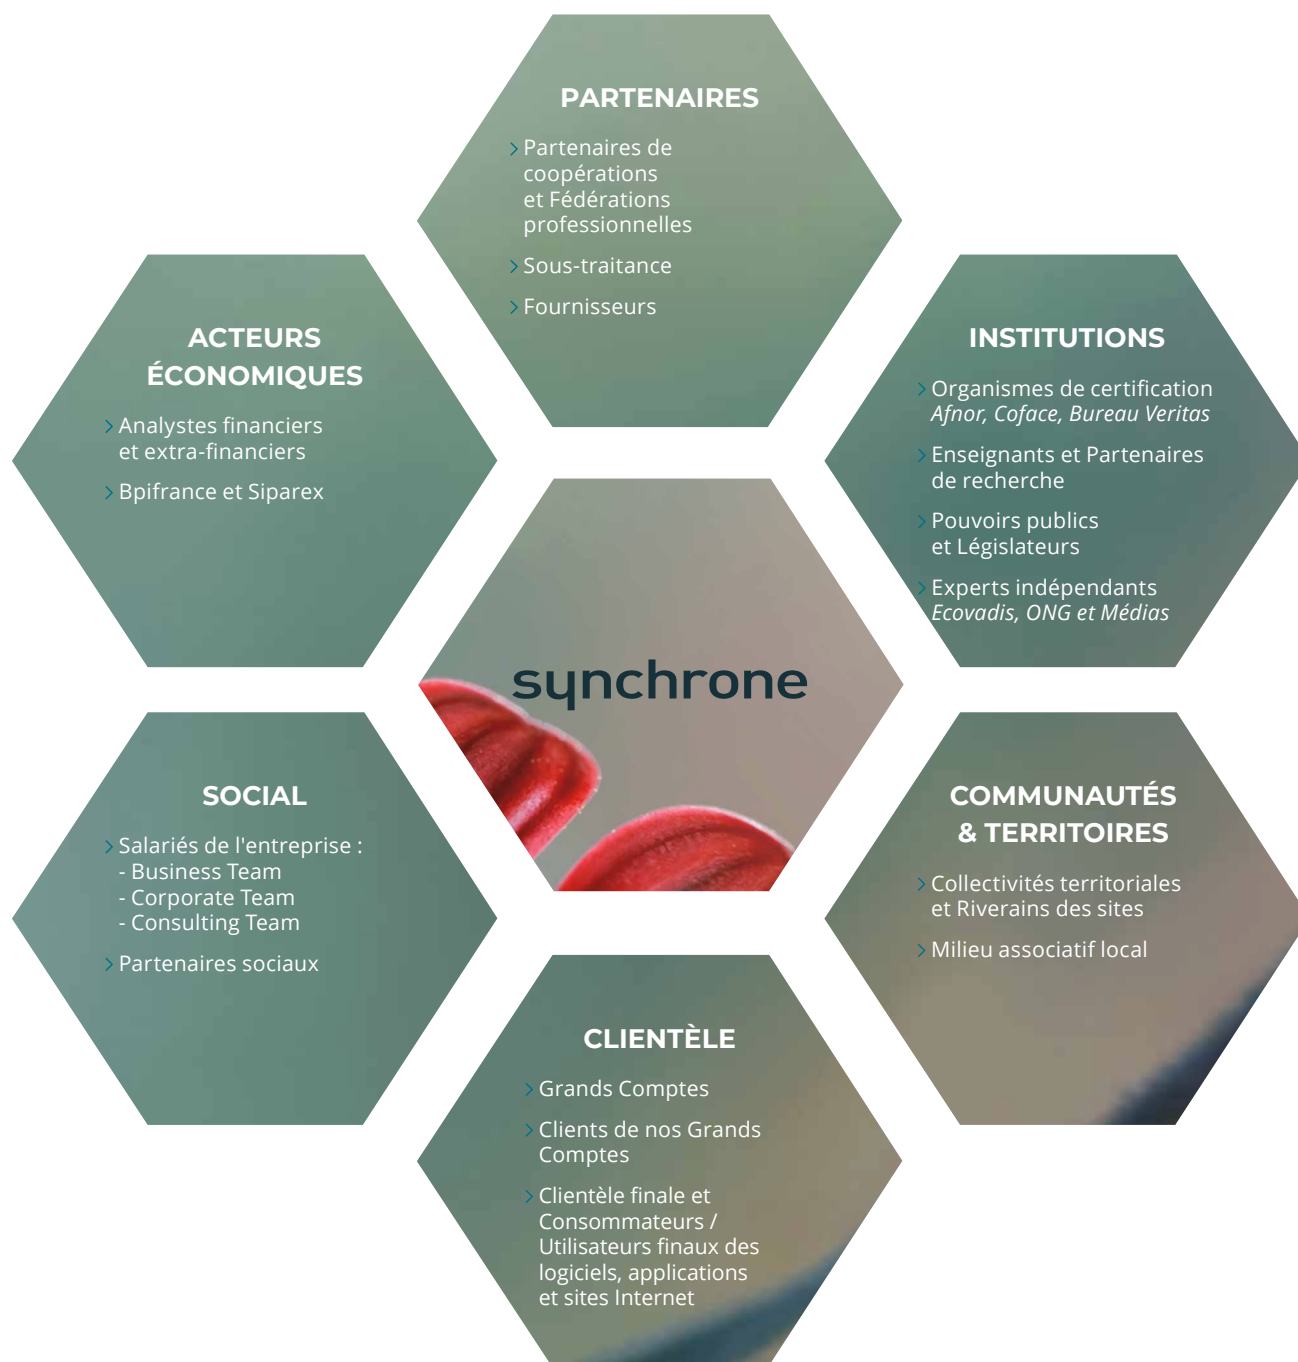 PARTENAIRES
Partenaires de
coopérations
et Fédérations
professionnelles
Sous-traitance
Fournisseurs
ACTEURS
ÉCONOMIQUES
Analystes financiers
et extra-financiers
Bpifrance et Siparex
INSTITUTIONS
Organismes de certification
Afnor, Coface, Bureau Veritas
Enseignants et Partenaires
de recherche
Pouvoirs publics
et Législateurs
Experts indépendants
Ecovadis, ONG et Médias
synchrone
SOCIAL
Salariés de l'entreprise :
- Business Team
- Corporate Team
- Consulting Team
Partenaires sociaux
COMMUNAUTÉS
& TERRITOIRES
Collectivités territoriales
et Riverains des sites
Milieu associatif local
CLIENTÈLE
Grands Comptes
Clients de nos Grands
Comptes
Clientèle finale et
Consommateurs /
Utilisateurs finaux des
logiciels, applications
et sites Internet